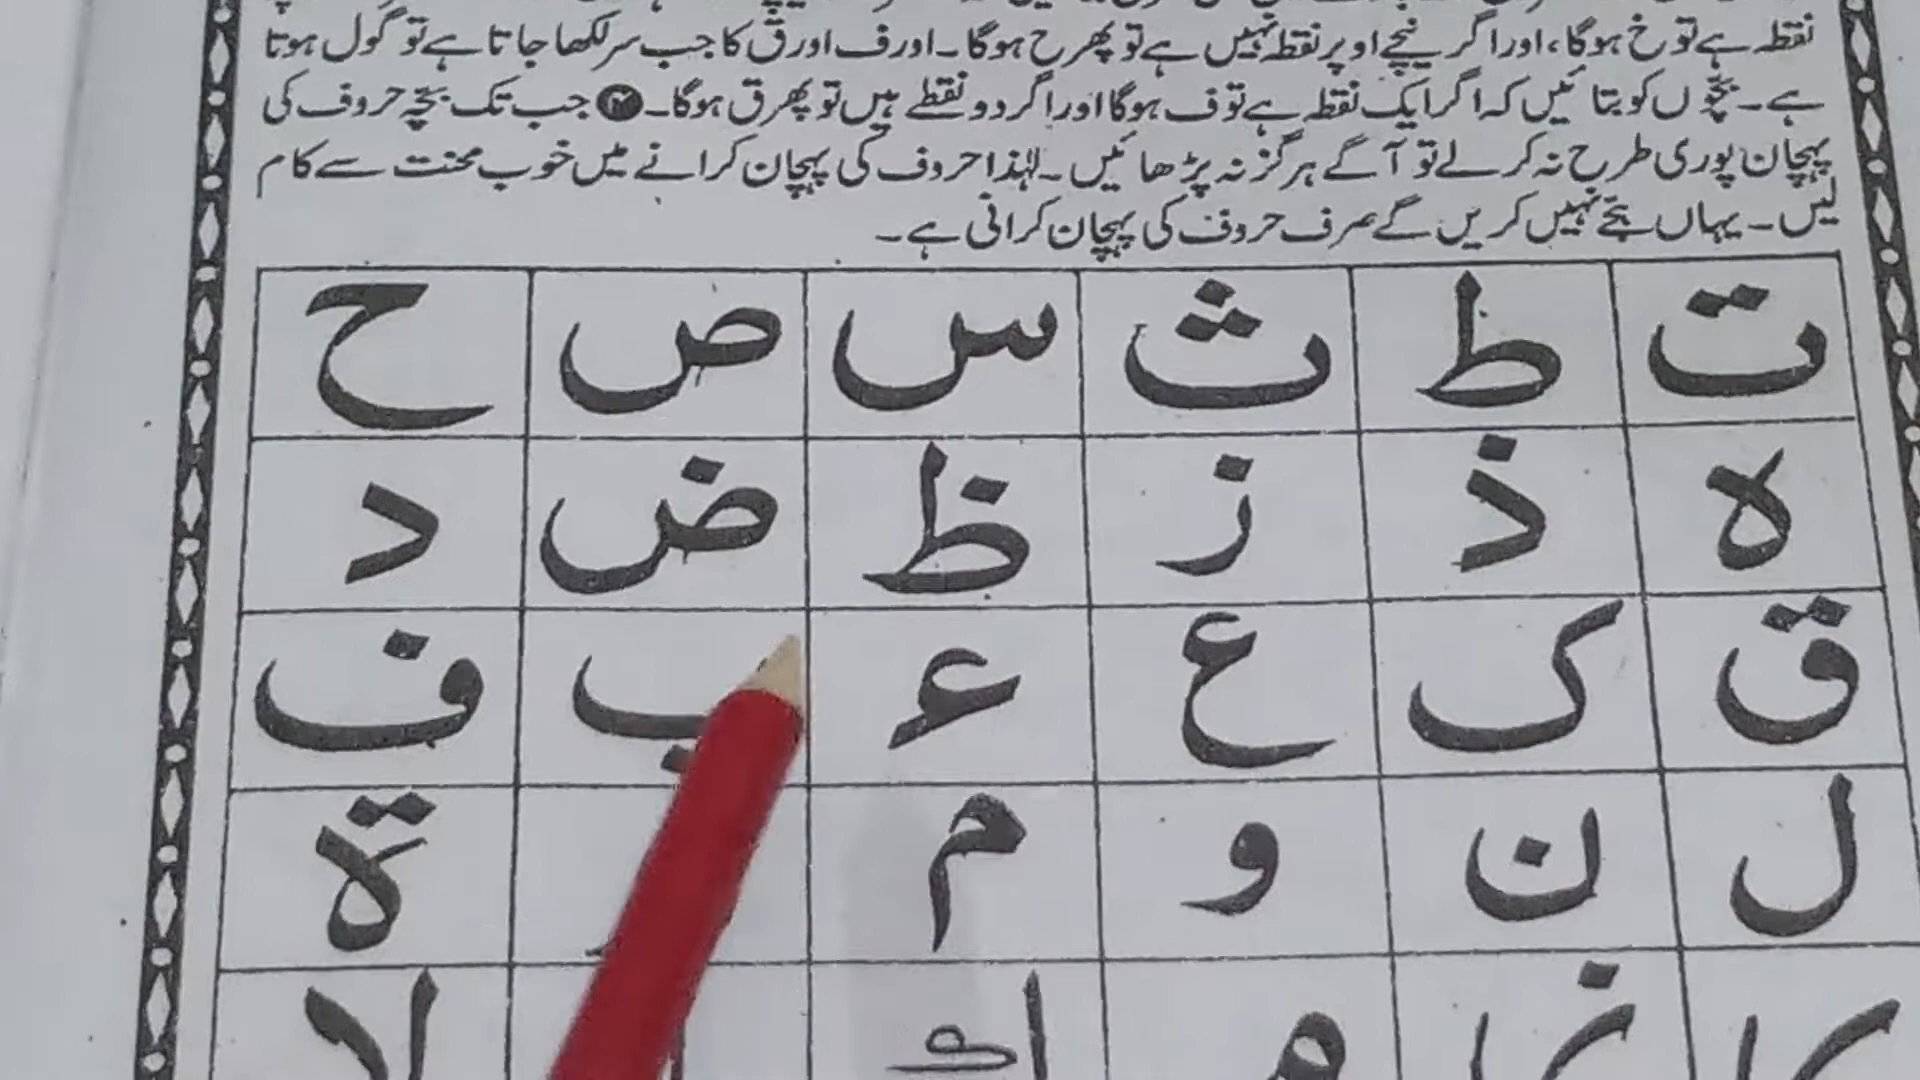 نقطہ ہے تو خ ہوگا، اور اگر نیچے اوپر نقطہ نہیں ہے تو پھر ح ہوگا۔ اور ف اور ق کا جب سر لکھا جاتا ہے تو گول ہوتا
ہے۔ بچّوں کو بتائیں کہ اگر ایک نقطہ ہے تو ف ہوگا اور اگر دو نقطے ہیں تو پھر ق ہوگا۔ جب تک بچّہ حروف کی
پہچان پوری طرح نہ کرلے تو آگے ہرگز نہ پڑھائیں۔ لہٰذا حروف کی پہچان کرانے میں خوب محنت سے کام
لیں۔ یہاں ہجے نہیں کریں گے صرف حروف کی پہچان کرانی ہے۔
ت ط ث س ص ح
ہ ذ ز ظ ض د
ق ک ع ء ب ف
ل ن و م ۃ
لا